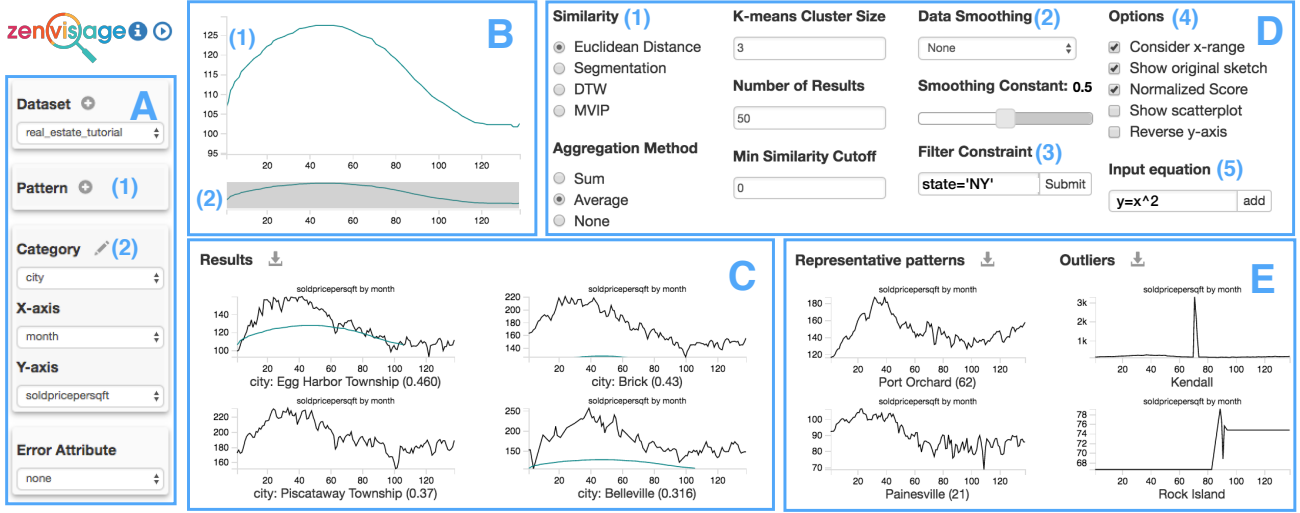 zenvisage i
A
Dataset +
real_estate_tutorial
Pattern + (1)
Category (2)
city
X-axis
month
Y-axis
soldpricepersqft
Error Attribute
none
B
(1)
125
120
115
110
105
100
95
20 40 60 80 100 120
(2)
20 40 60 80 100 120
D
Similarity (1)
Euclidean Distance
Segmentation
DTW
MVIP
Aggregation Method
Sum
Average
None
K-means Cluster Size
3
Number of Results
50
Min Similarity Cutoff
0
Data Smoothing (2)
None
Smoothing Constant: 0.5
Filter Constraint (3)
state='NY' Submit
Options (4)
Consider x-range
Show original sketch
Normalized Score
Show scatterplot
Reverse y-axis
Input equation (5)
y=x^2 add
C
Results
soldpricepersqft by month
140
120
100
20 40 60 80 100 120
city: Egg Harbor Township (0.460)
soldpricepersqft by month
220
200
180
160
140
20 40 60 80 100 120
city: Brick (0.43)
soldpricepersqft by month
220
200
180
160
20 40 60 80 100 120
city: Piscataway Township (0.37)
soldpricepersqft by month
250
200
150
20 40 60 80 100 120
city: Belleville (0.316)
E
Representative patterns
Outliers
soldpricepersqft by month
180
160
140
120
20 40 60 80 100 120
Port Orchard (62)
soldpricepersqft by month
3k
2k
1k
20 40 60 80 100 120
Kendall
soldpricepersqft by month
100
90
80
70
20 40 60 80 100 120
Painesville (21)
soldpricepersqft by month
78
76
74
72
70
68
20 40 60 80 100 120
Rock Island